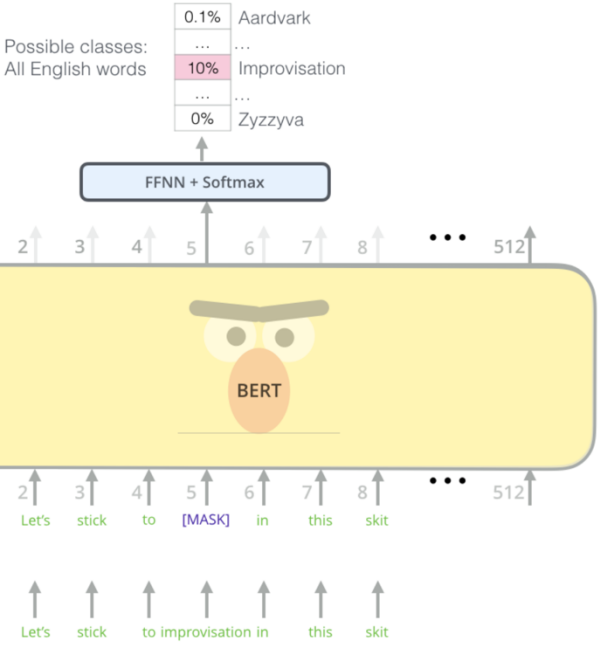 0.1% Aardvark
Possible classes: ... ...
All English words 10% Improvisation
... ...
0% Zyzzyva
FFNN + Softmax
2 3 4 5 6 7 8 ••• 512
BERT
2 3 4 5 6 7 8 ••• 512
Let's stick to [MASK] in this skit
Let's stick to improvisation in this skit